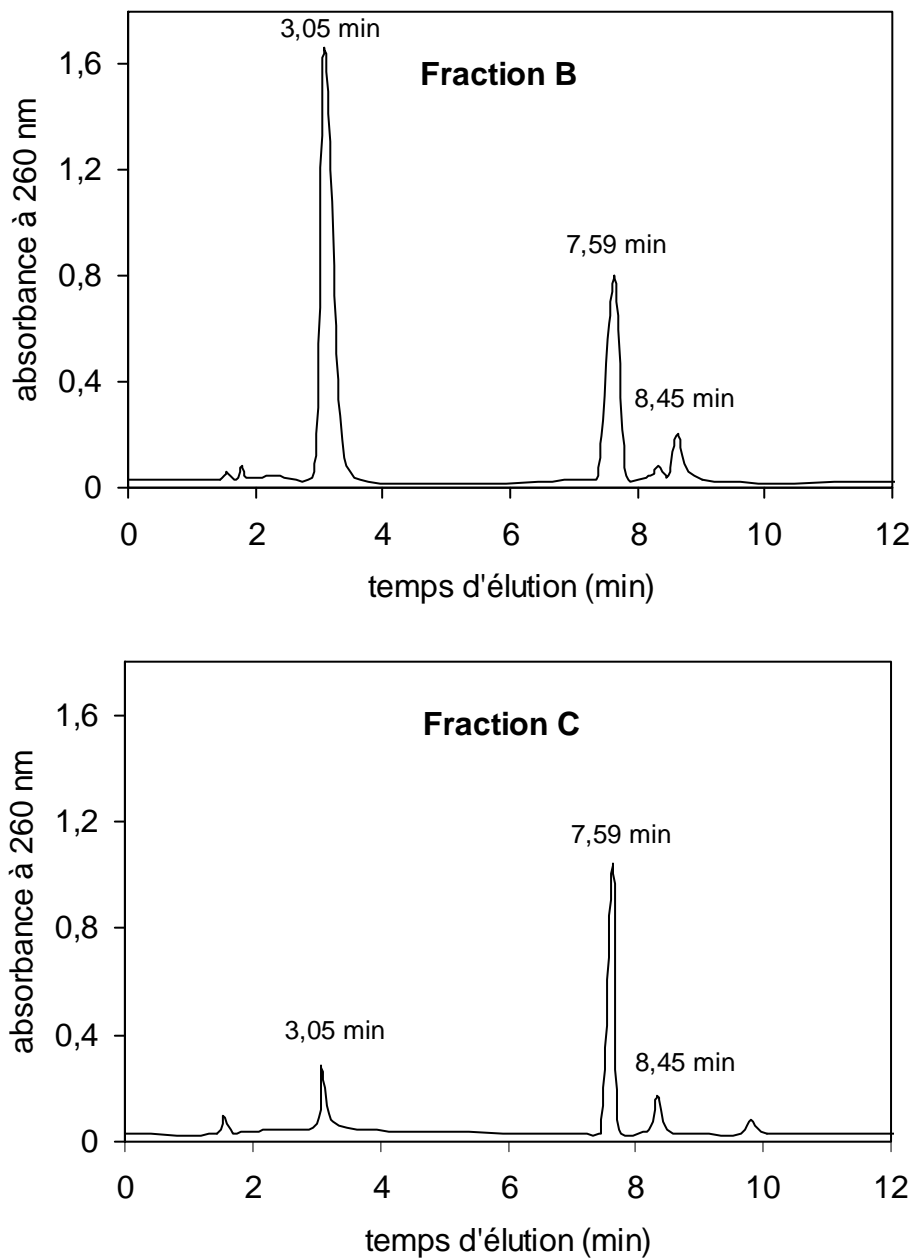 3,05 min
1,6
Fraction B
absorbance à 260 nm
1,2
7,59 min
0,8
0,4
8,45 min
0
0 2 4 6 8 10 12
temps d'élution (min)
1,6
Fraction C
absorbance à 260 nm
1,2
7,59 min
0,8
0,4
3,05 min
8,45 min
0
0 2 4 6 8 10 12
temps d'élution (min)